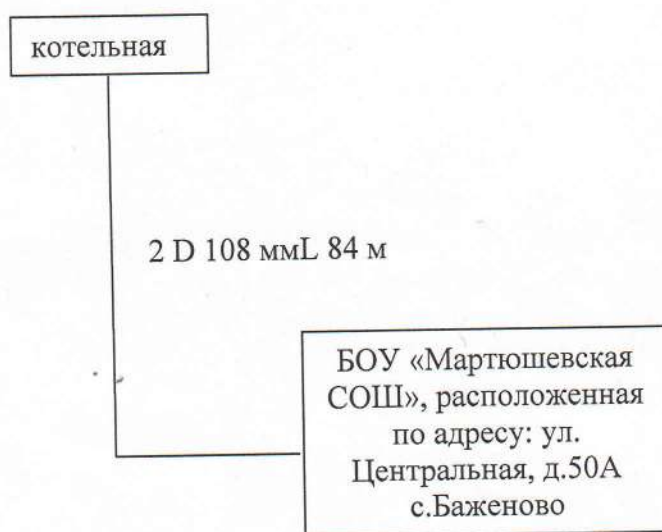 котельная
2 D 108 ммL 84 м
БОУ «Мартюшевская
СОШ», расположенная
по адресу: ул.
Центральная, д.50А
с.Баженово